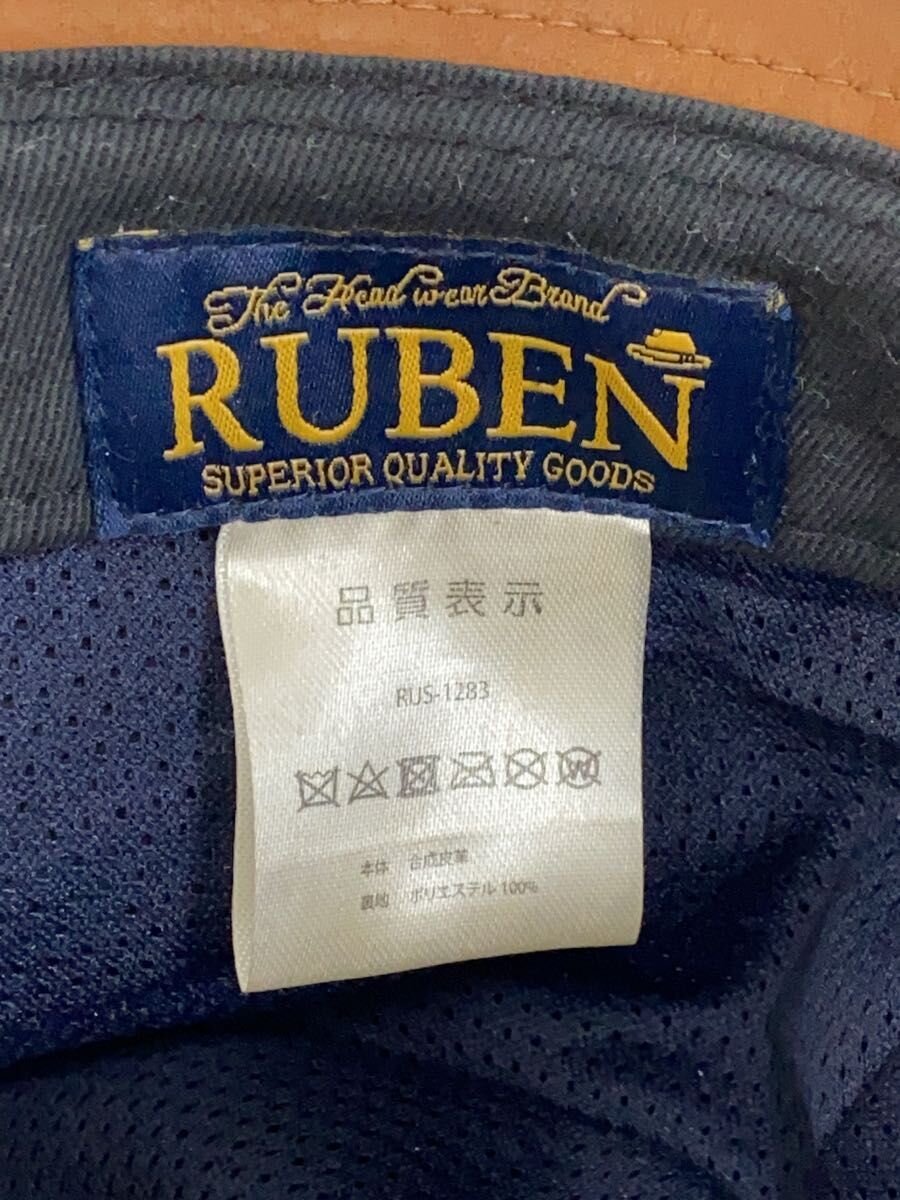 The Head wear Brand
RUBEN
SUPERIOR QUALITY GOODS
品質表示
RUS-1283
W
本体 合成皮革
裏地 ポリエステル100%